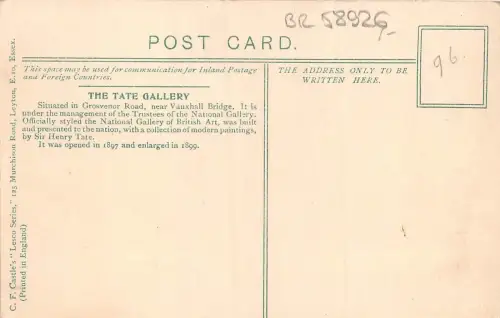 BR 58926
POST CARD.
This space may be used for communication for Inland Postage
and Foreign Countries.
THE ADDRESS ONLY TO BE
WRITTEN HERE.
96.
THE TATE GALLERY
Situated in Grosvenor Road, near Vauxhall Bridge. It is
under the management of the Trustees of the National Gallery.
Officially styled the National Gallery of British Art, was built
and presented to the nation, with a collection of modern paintings,
by Sir Henry Tate.
It was opened in 1897 and enlarged in 1899.
C. F. Castle's "Lesco Series," 125 Murchison Road, Leyton, E.10, Essex.
(Printed in England)